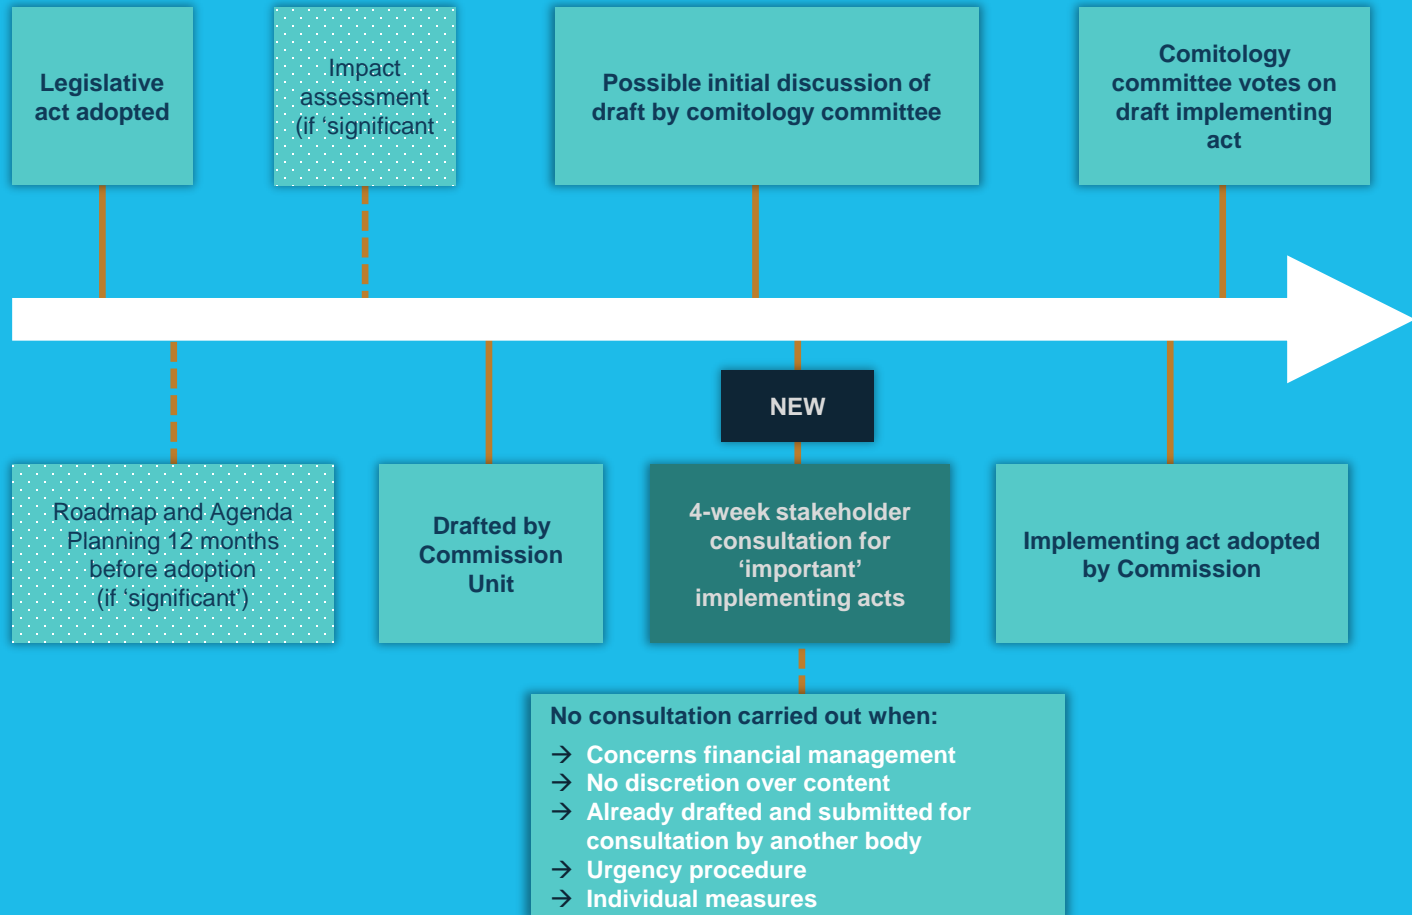 Legislative
act adopted
Impact
assessment
(if ‘significant
Possible initial discussion of
draft by comitology committee
Comitology
committee votes on
draft implementing
act
NEW
Roadmap and Agenda
Planning 12 months
before adoption
(if ‘significant’)
Drafted by
Commission
Unit
4-week stakeholder
consultation for
‘important’
implementing acts
Implementing act adopted
by Commission
No consultation carried out when:
→ Concerns financial management
→ No discretion over content
→ Already drafted and submitted for
consultation by another body
→ Urgency procedure
→ Individual measures